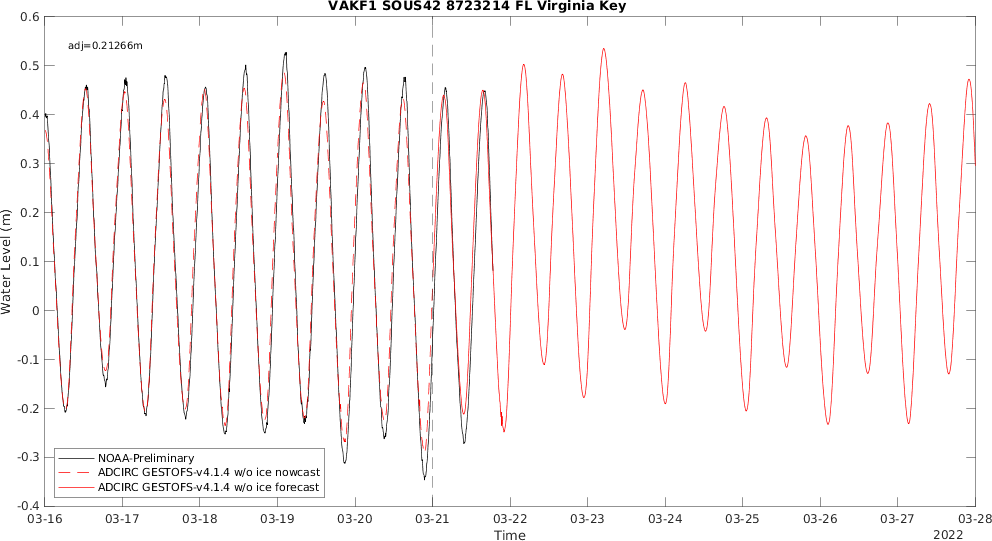 VAKF1 SOUS42 8723214 FL Virginia Key
adj=0.21266m
0.6
0.5
0.4
0.3
0.2
0.1
0
-0.1
-0.2
-0.3
-0.4
Water Level (m)
NOAA-Preliminary
ADCIRC GESTOFS-v4.1.4 w/o ice nowcast
ADCIRC GESTOFS-v4.1.4 w/o ice forecast
03-16 03-17 03-18 03-19 03-20 03-21 03-22 03-23 03-24 03-25 03-26 03-27 03-28
Time
2022